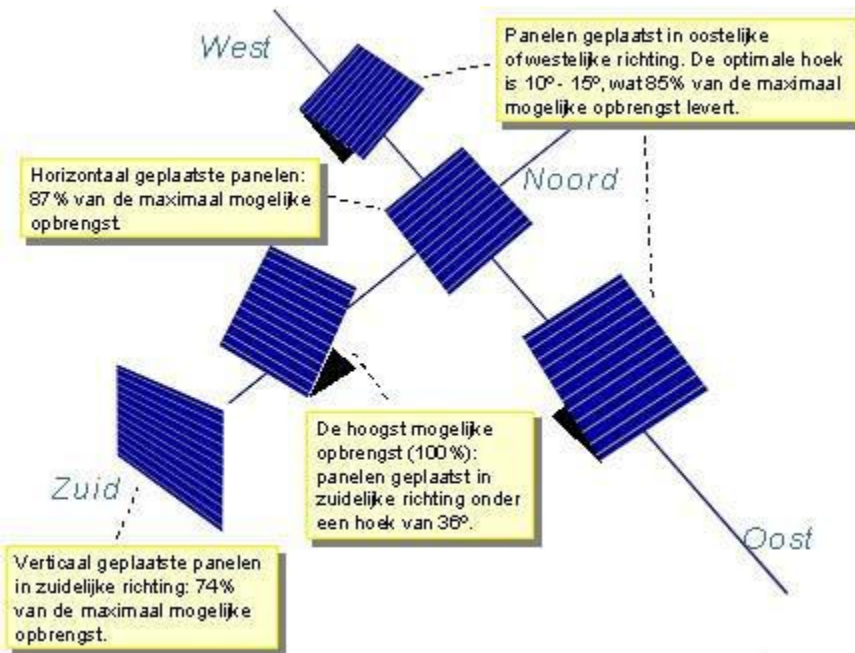 West
Panelen geplaatst in oostelijke
of westelijke richting. De optimale hoek
is 10º- 15º, wat 85% van de maximaal
mogelijke opbrengst levert.
Horizontaal geplaatste panelen:
87% van de maximaal mogelijke
opbrengst.
Noord
De hoogst mogelijke
opbrengst (100%):
panelen geplaatst in
zuidelijke richting onder
een hoek van 36º.
Zuid
Oost
Verticaal geplaatste panelen
in zuidelijke richting: 74%
van de maximaal mogelijke
opbrengst.